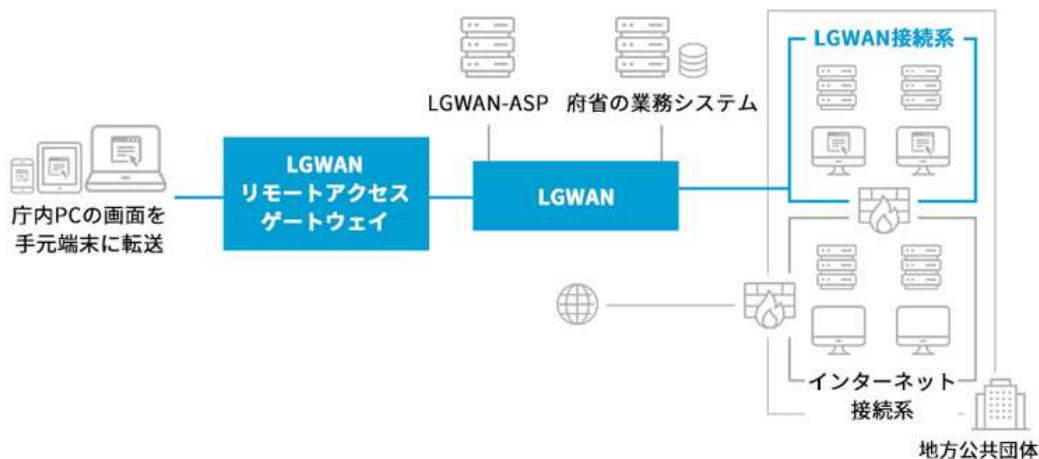 LGWAN接続系
LGWAN-ASP
府省の業務システム
LGWAN
リモートアクセス
ゲートウェイ
LGWAN
庁内PCの画面を
手元端末に転送
インターネット
接続系
地方公共団体